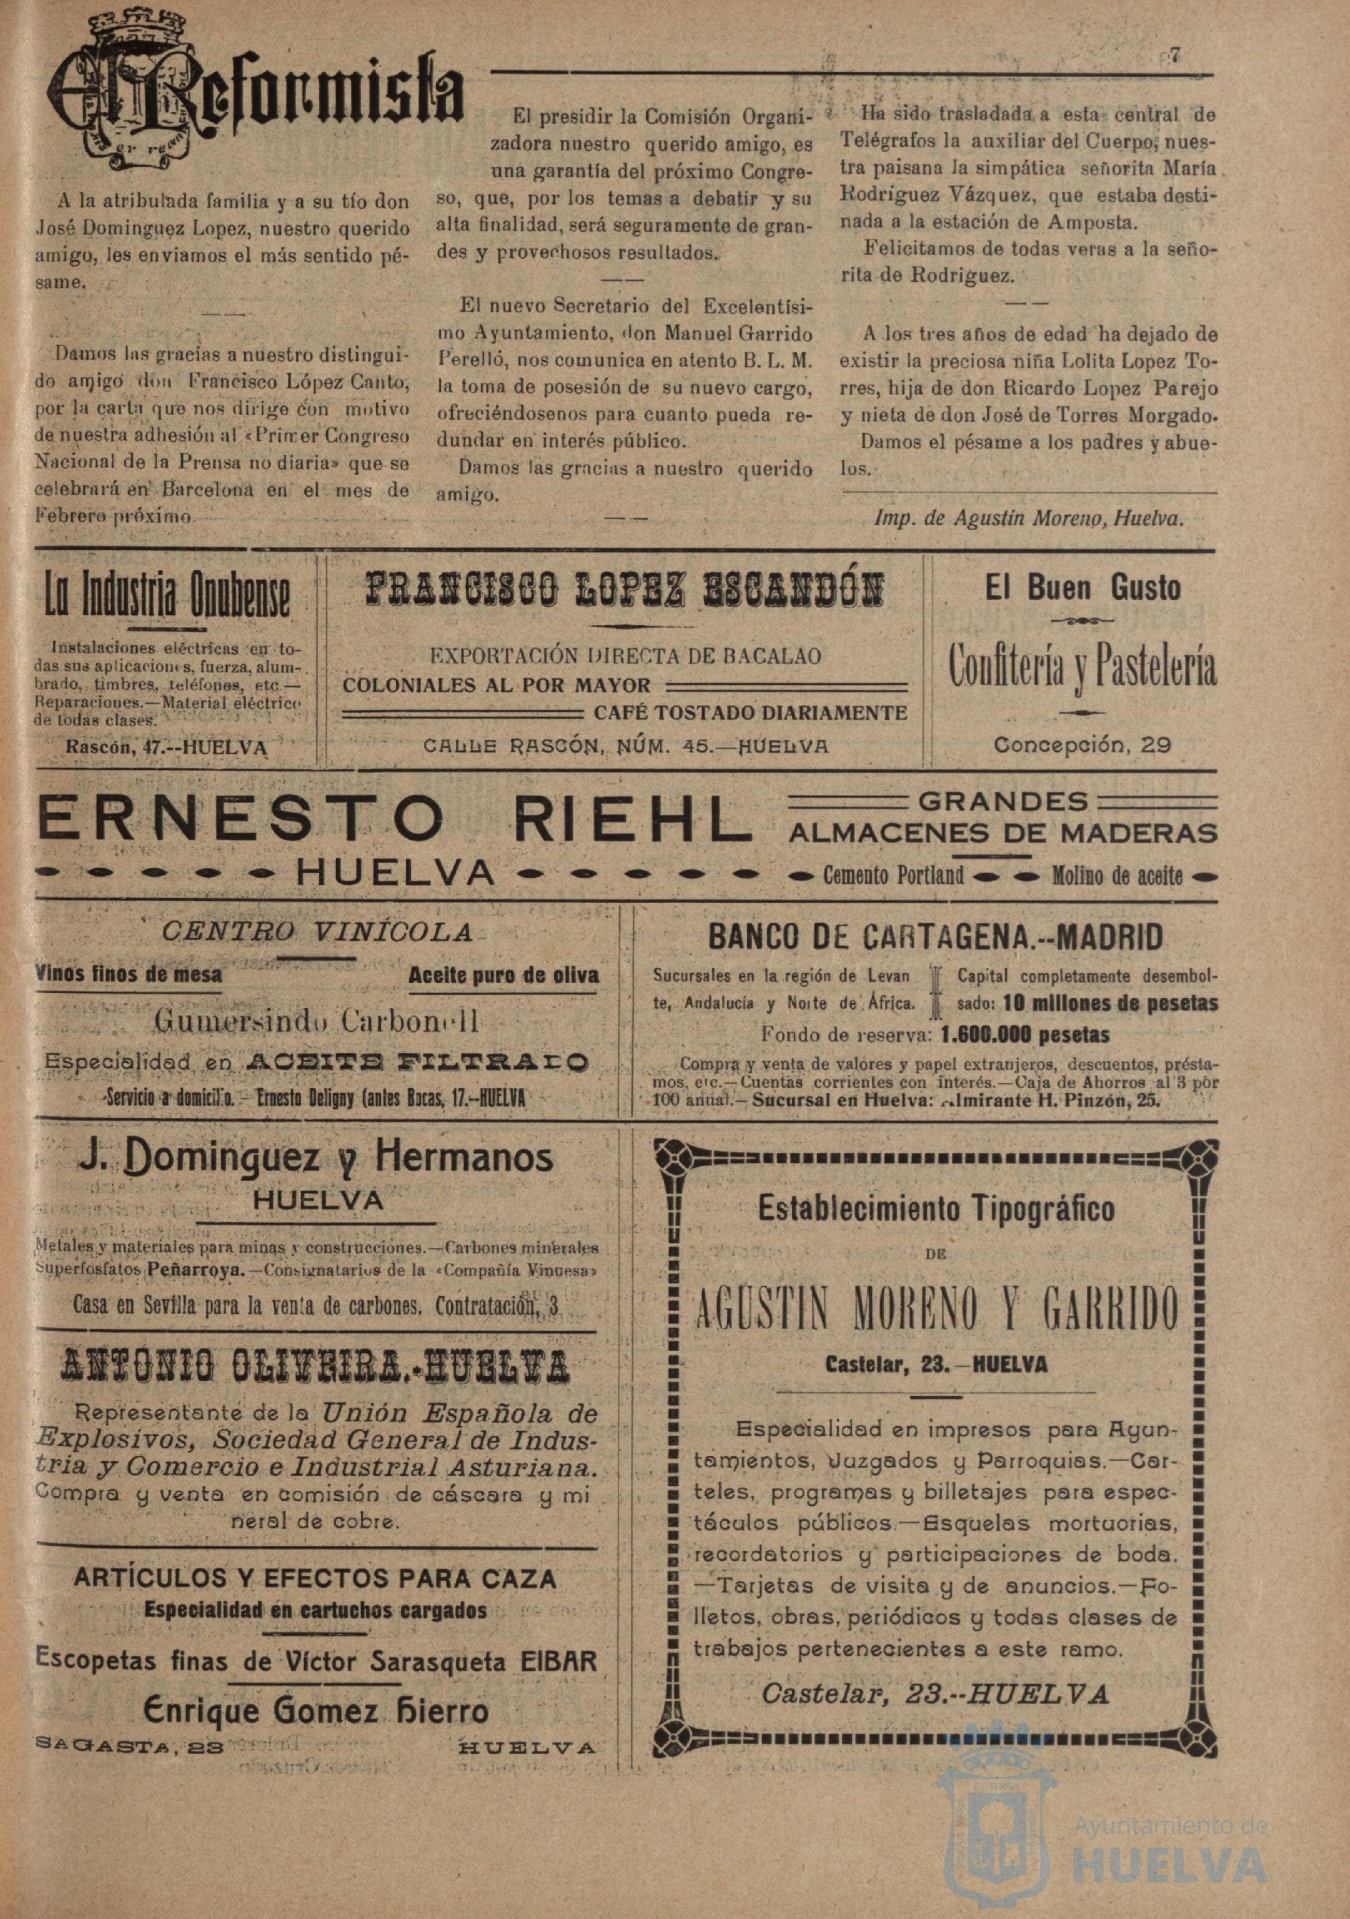 El Reformista
7
A la atribulada familia y a su tío don
José Dominguez Lopez, nuestro querido
amigo, les enviamos el más sentido pé-
same.
Damos las gracias a nuestro distingui-
do amigo don Francisco López Canto,
por la carta que nos dirige con motivo
de nuestra adhesión al «Primer Congreso
Nacional de la Prensa no diaria» que se
celebrará en Barcelona en el mes de
Febrero próximo.
El presidir la Comisión Organi-
zadora nuestro querido amigo, es
una garantía del próximo Congre-
so, que, por los temas a debatir y su
alta finalidad, será seguramente de gran-
des y provechosos resultados.
El nuevo Secretario del Excelentísi-
mo Ayuntamiento, don Manuel Garrido
Perelló, nos comunica en atento B. L. M.
la toma de posesión de su nuevo cargo,
ofreciéndosenos para cuanto pueda re-
dundar en interés público.
Damos las gracias a nuestro querido
amigo.
Ha sido trasladada a esta central de
Telégrafos la auxiliar del Cuerpo, nues-
tra paisana la simpática señorita María
Rodríguez Vázquez, que estaba desti-
nada a la estación de Amposta.
Felicitamos de todas veras a la seño-
rita de Rodriguez.
A los tres años de edad ha dejado de
existir la preciosa niña Lolita Lopez To-
rres, hija de don Ricardo Lopez Parejo
y nieta de don José de Torres Morgado.
Damos el pésame a los padres y abue-
los.
Imp. de Agustín Moreno, Huelva.
La Industria Onubense
Instalaciones eléctricas en to-
das sus aplicaciones, fuerza, alum-
brado, timbres, teléfonos, etc.—
Reparaciones.—Material eléctrico
de todas clases.
Rascón, 47.--HUELVA
FRANCISCO LOPEZ ESCANDÓN
EXPORTACIÓN DIRECTA DE BACALAO
COLONIALES AL POR MAYOR
CAFÉ TOSTADO DIARIAMENTE
CALLE RASCÓN, NÚM. 45.—HUELVA
El Buen Gusto
Confitería y Pastelería
Concepción, 29
ERNESTO RIEHL
HUELVA
GRANDES
ALMACENES DE MADERAS
Cemento Portland Molino de aceite
CENTRO VINÍCOLA
Vinos finos de mesa Aceite puro de oliva
Gumersindo Carbonell
Especialidad en ACEITE FILTRADO
Servicio a domicilo.— Ernesto Deligny (antes Bocas, 17.--HUELVA
BANCO DE CARTAGENA.--MADRID
Sucursales en la región de Levan
te, Andalucía y Norte de África.
Capital completamente desembol-
sado: 10 millones de pesetas
Fondo de reserva: 1.600.000 pesetas
Compra y venta de valores y papel extranjeros, descuentos, présta-
mos, etc.—Cuentas corrientes con interés.—Caja de Ahorros al 3 por
100 anual.— Sucursal en Huelva: Almirante H. Pinzón, 25.
J. Dominguez y Hermanos
HUELVA
Metales y materiales para minas y construcciones.—Carbones minerales
Superfosfatos Peñarroya.—Consignatarios de la «Compañía Vinuesa»
Casa en Sevilla para la venta de carbones. Contratación, 3
ANTONIO OLIVEIRA.-HUELVA
Representante de la Unión Española de
Explosivos, Sociedad General de Indus-
tria y Comercio e Industrial Asturiana.
Compra y venta en comisión de cáscara y mi
neral de cobre.
ARTÍCULOS Y EFECTOS PARA CAZA
Especialidad en cartuchos cargados
Escopetas finas de Víctor Sarasqueta EIBAR
Enrique Gomez Hierro
SAGASTA, 23 HUELVA
Establecimiento Tipográfico
DE
AGUSTIN MORENO Y GARRIDO
Castelar, 23.—HUELVA
Especialidad en impresos para Ayun-
tamientos, Juzgados y Parroquias.—Car-
teles, programas y billetajes para espec-
táculos públicos.—Esquelas mortuorias,
recordatorios y participaciones de boda.
—Tarjetas de visita y de anuncios.—Fo-
lletos, obras, periódicos y todas clases de
trabajos pertenecientes a este ramo.
Castelar, 23.--HUELVA
Ayuntamiento de
HUELVA